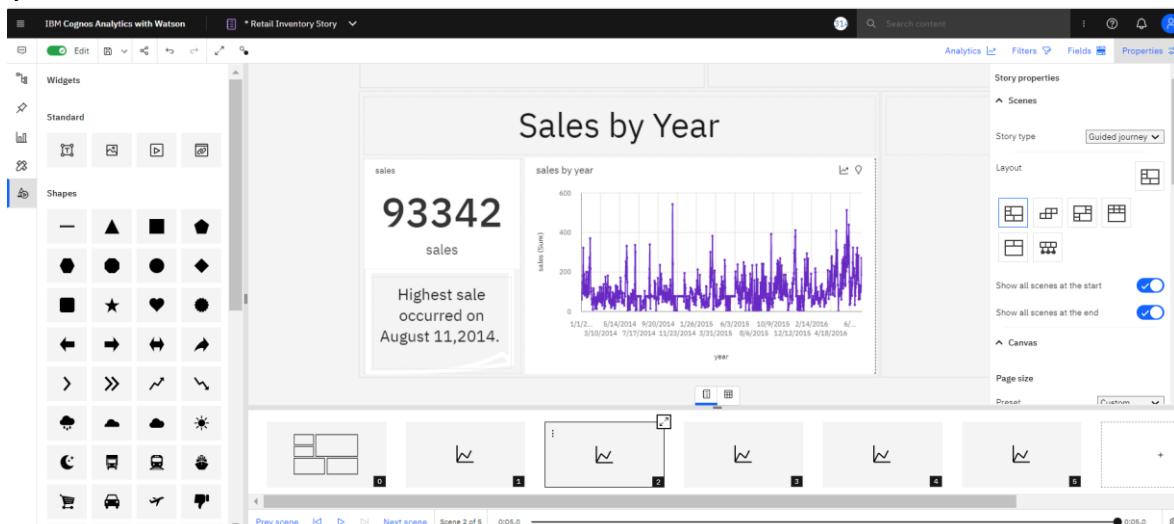 IBM Cognos Analytics with Watson
* Retail Inventory Story
Search content
Edit
Analytics
Filters
Fields
Properties
Widgets
Standard
Shapes
Sales by Year
sales
93342
sales
Highest sale
occurred on
August 11,2014.
sales by year
sales (Sum)
600
400
200
0
1/1/2... 5/14/2014 9/20/2014 1/26/2015 6/3/2015 10/9/2015 2/14/2016 6/...
3/10/2014 7/17/2014 11/23/2014 3/31/2015 8/6/2015 12/12/2015 4/18/2016
year
Story properties
Scenes
Story type
Guided journey
Layout
Show all scenes at the start
Show all scenes at the end
Canvas
Page size
Preset
Custom
0
1
2
3
4
5
+
Prev scene
Next scene
Scene 2 of 5
0:05.0
0:05.0